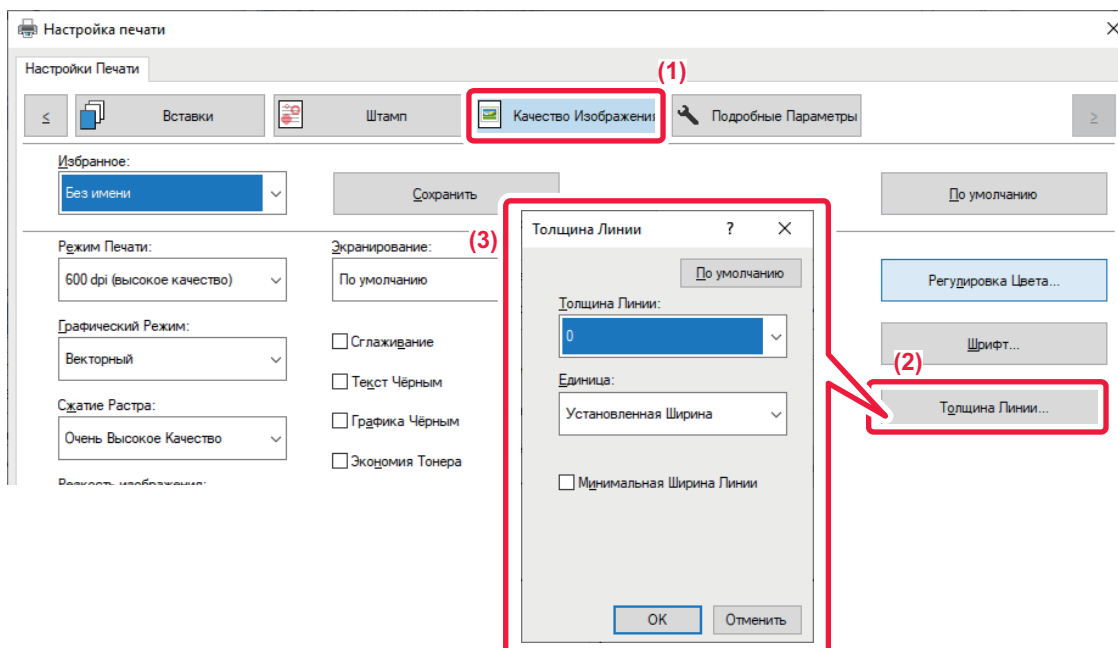 Настройка печати
Настройки Печати
(1)
≤
Вставки
Штамп
Качество Изображени
Подробные Параметры
≥
Избранное:
Без имени
Сохранить
По умолчанию
Режим Печати:
600 dpi (высокое качество)
Экранирование:
По умолчанию
(3)
Толщина Линии
?
По умолчанию
Толщина Линии:
0
Единица:
Установленная Ширина
Минимальная Ширина Линии
OK
Отменить
Регулировка Цвета...
Графический Режим:
Векторный
Сглаживание
Текст Чёрным
Шрифт...
(2)
Толщина Линии...
Сжатие Растра:
Очень Высокое Качество
Графика Чёрным
Экономия Тонера
Резкость изображения: